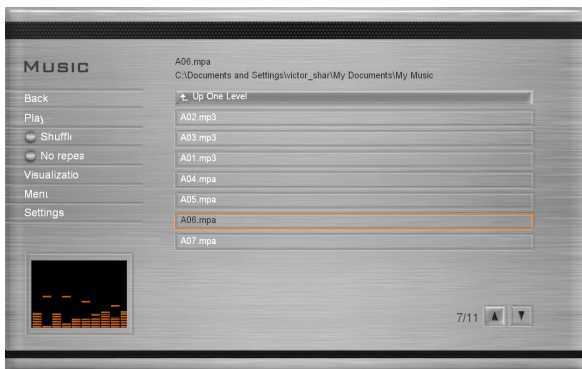 Music
A06.mpa
C:\Documents and Settings\victor_shar\My Documents\My Music
Back
Play
Shuffle
No repea
Visualizatio
Menu
Settings
Up One Level
A02.mp3
A03.mp3
A01.mp3
A04.mpa
A05.mpa
A06.mpa
A07.mpa
7/11